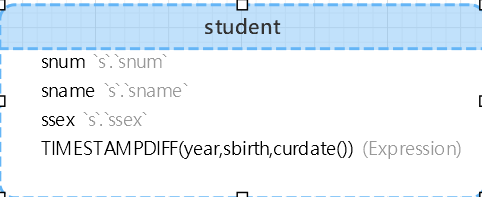 student
snum `s`.`snum`
sname `s`.`sname`
ssex `s`.`ssex`
TIMESTAMPDIFF(year,sbirth,curdate()) (Expression)